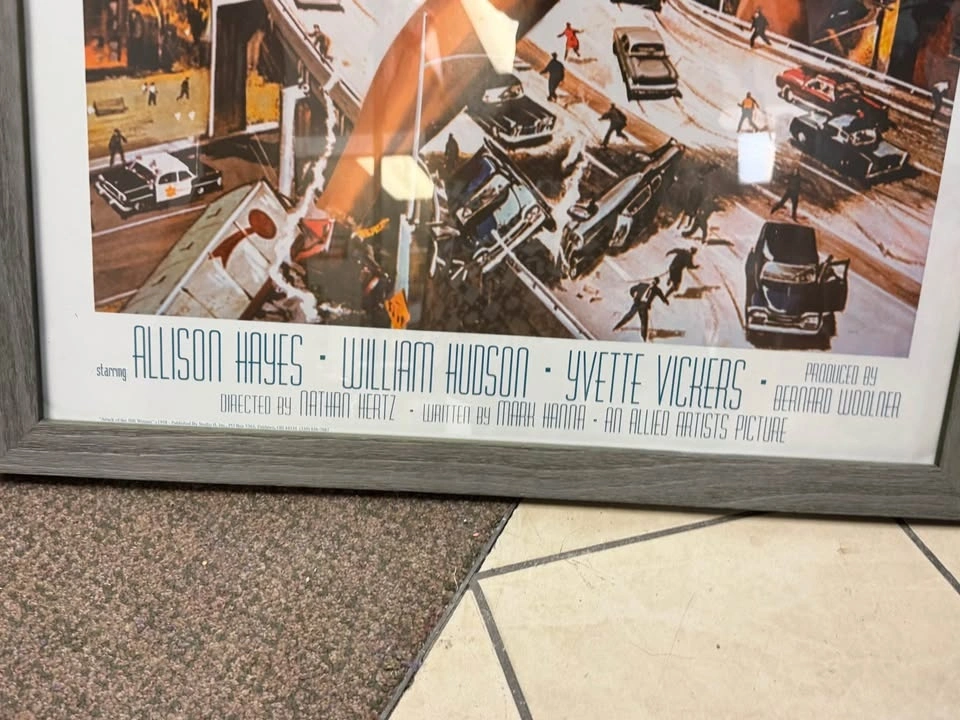 starring ALLISON HAYES · WILLIAM HUDSON · YVETTE VICKERS · PRODUCED BY
BERNARD WOOLNER
DIRECTED BY NATHAN HERTZ · WRITTEN BY MARK HANNA · AN ALLIED ARTISTS PICTURE